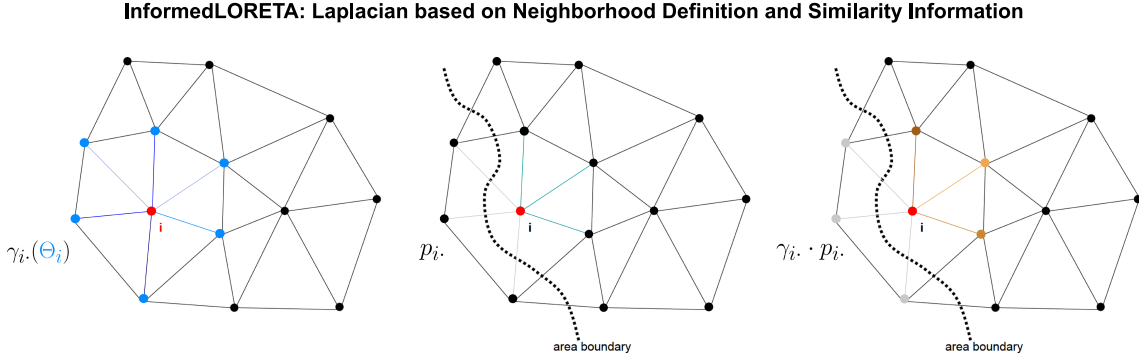 InformedLORETA: Laplacian based on Neighborhood Definition and Similarity Information
i
γi.(Θi)
i
pi.
area boundary
i
γi. · pi.
area boundary